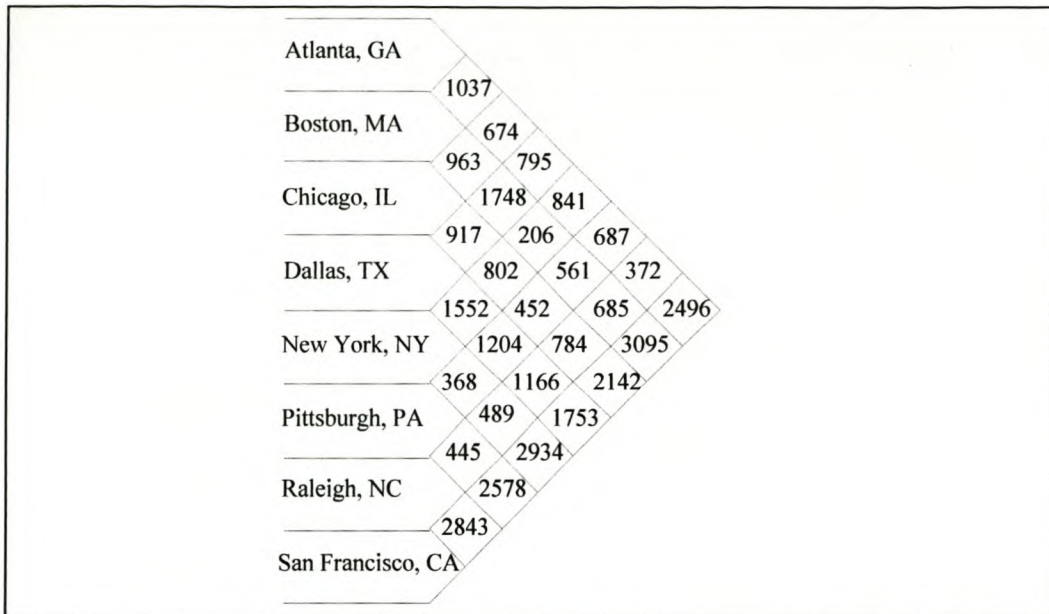 Atlanta, GA
1037
Boston, MA 674
963 795
Chicago, IL 1748 841
917 206 687
Dallas, TX 802 561 372
1552 452 685 2496
New York, NY 1204 784 3095
368 1166 2142
Pittsburgh, PA 489 1753
445 2934
Raleigh, NC 2578
2843
San Francisco, CA